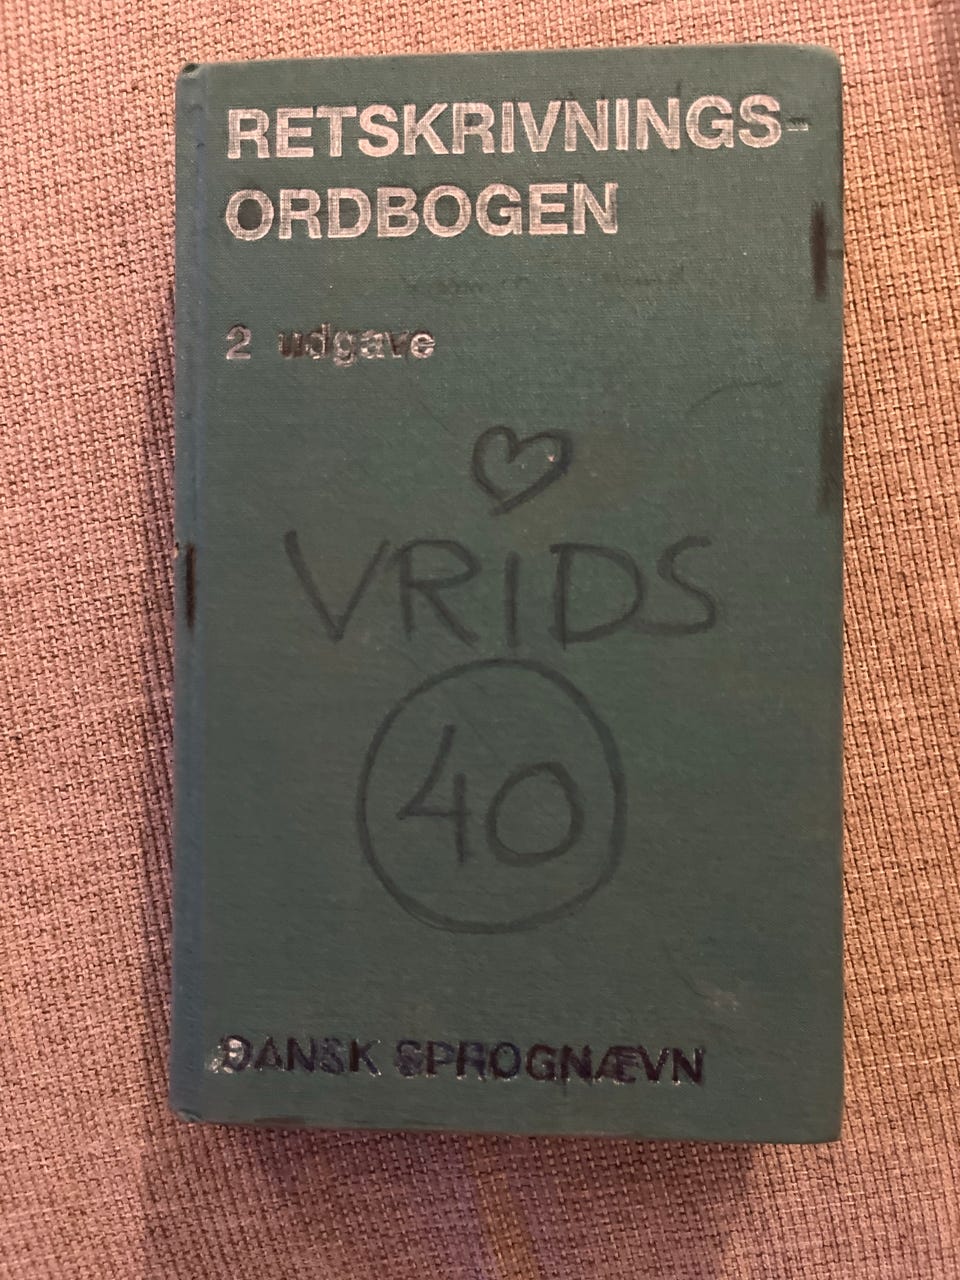 RETSKRIVNINGS-
ORDBOGEN
2 udgave
VRIDS
40
DANSK SPROGNÆVN